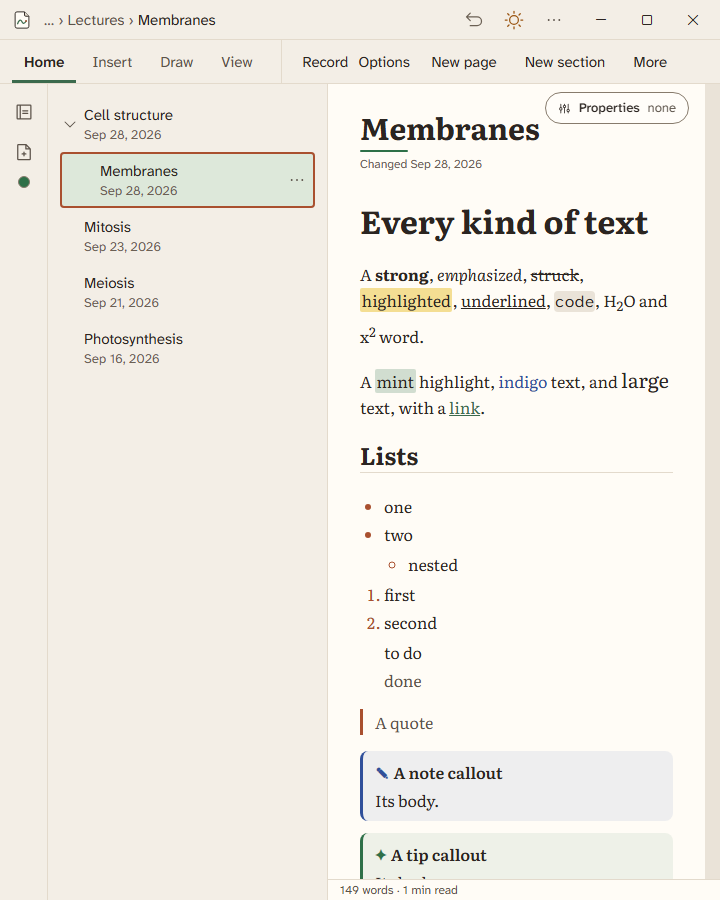 ... › Lectures › Membranes
Home Insert Draw View Record Options New page New section More
Cell structure
Sep 28, 2026
Membranes
Sep 28, 2026
Mitosis
Sep 23, 2026
Meiosis
Sep 21, 2026
Photosynthesis
Sep 16, 2026
Properties none
Membranes
Changed Sep 28, 2026
Every kind of text
A strong, emphasized, struck,
highlighted, underlined, code, H₂O and
x² word.
A mint highlight, indigo text, and large
text, with a link.
Lists
• one
• two
◦ nested
1. first
2. second
to do
done
A quote
A note callout
Its body.
A tip callout
149 words · 1 min read